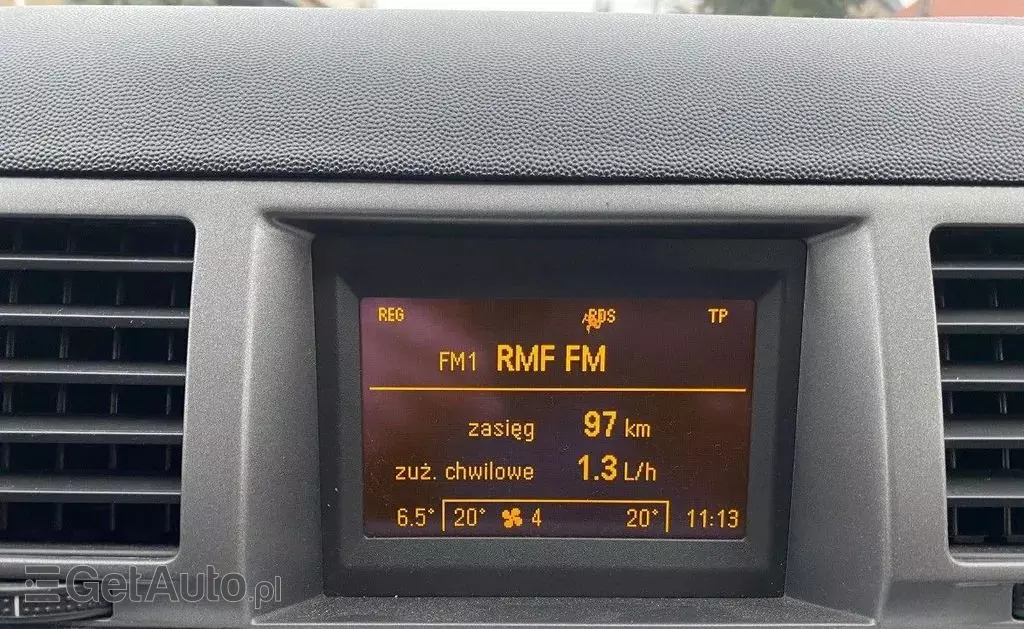 REG RDS TP
FM1 RMF FM
zasięg 97 km
zuż. chwilowe 1.3 L/h
6.5° 20° 4 20° 11:13
GetAuto.pl